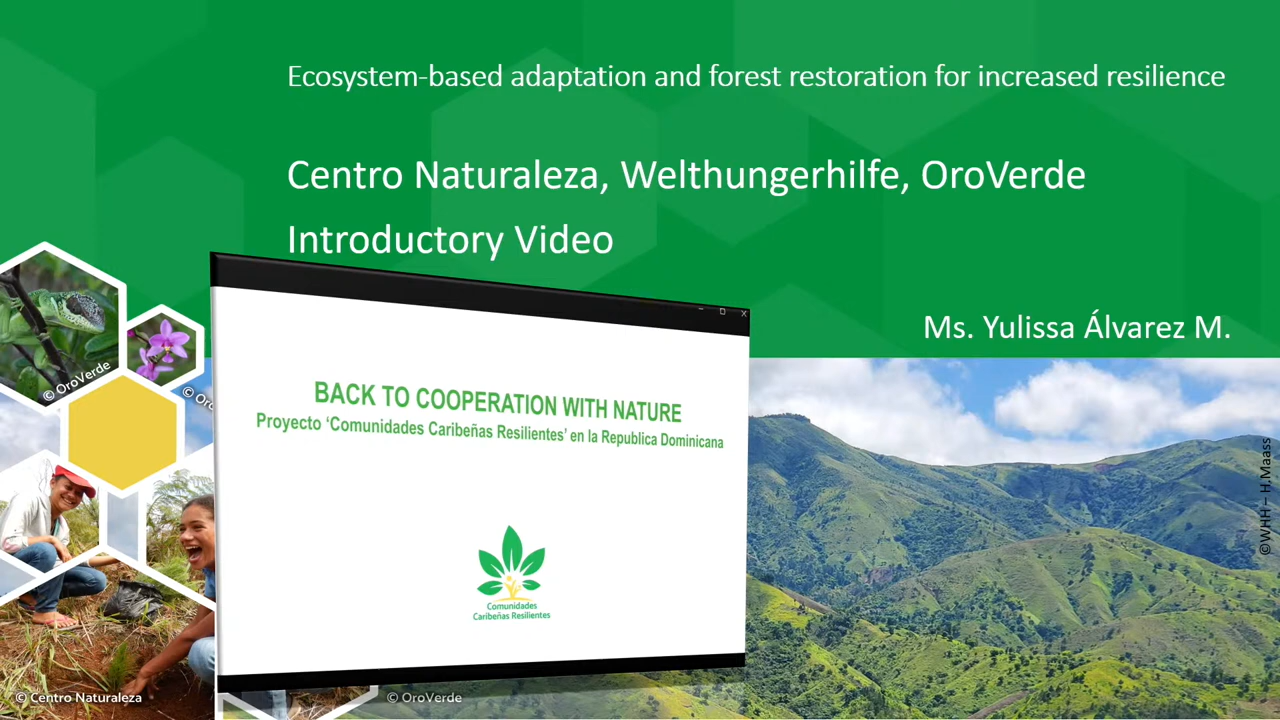 Ecosystem-based adaptation and forest restoration for increased resilience
Centro Naturaleza, Welthungerhilfe, OroVerde
Introductory Video
Ms. Yulissa Álvarez M.
© OroVerde
© Oro
BACK TO COOPERATION WITH NATURE
Proyecto ‘Comunidades Caribeñas Resilientes’ en la Republica Dominicana
Comunidades
Caribeñas Resilientes
©WHH – H.Maass
© Centro Naturaleza
© OroVerde